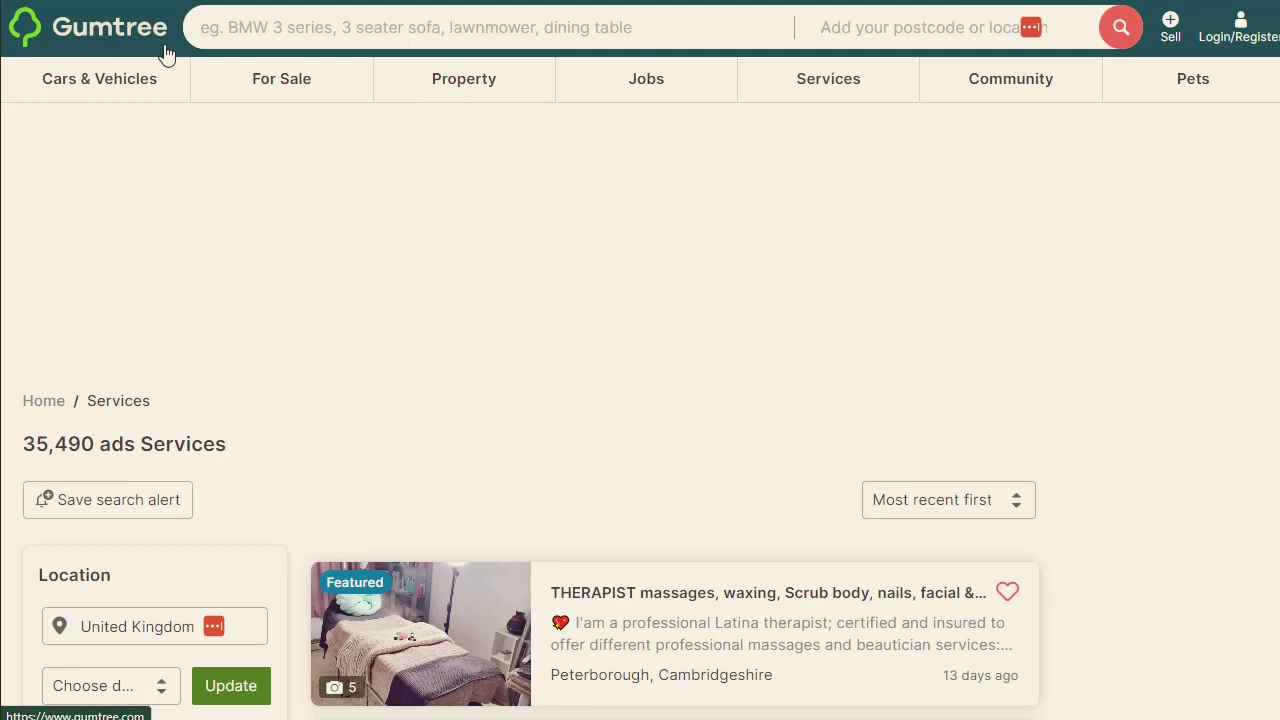 Gumtree
eg. BMW 3 series, 3 seater sofa, lawnmower, dining table
Add your postcode or loca
Sell
Login/Register
Cars & Vehicles
For Sale
Property
Jobs
Services
Community
Pets
Home / Services
35,490 ads Services
Save search alert
Most recent first
Location
United Kingdom
Choose d...
Update
Featured
5
THERAPIST massages, waxing, Scrub body, nails, facial &...
💖 I'am a professional Latina therapist; certified and insured to
offer different professional massages and beautician services:...
Peterborough, Cambridgeshire
13 days ago
https://www.gumtree.com